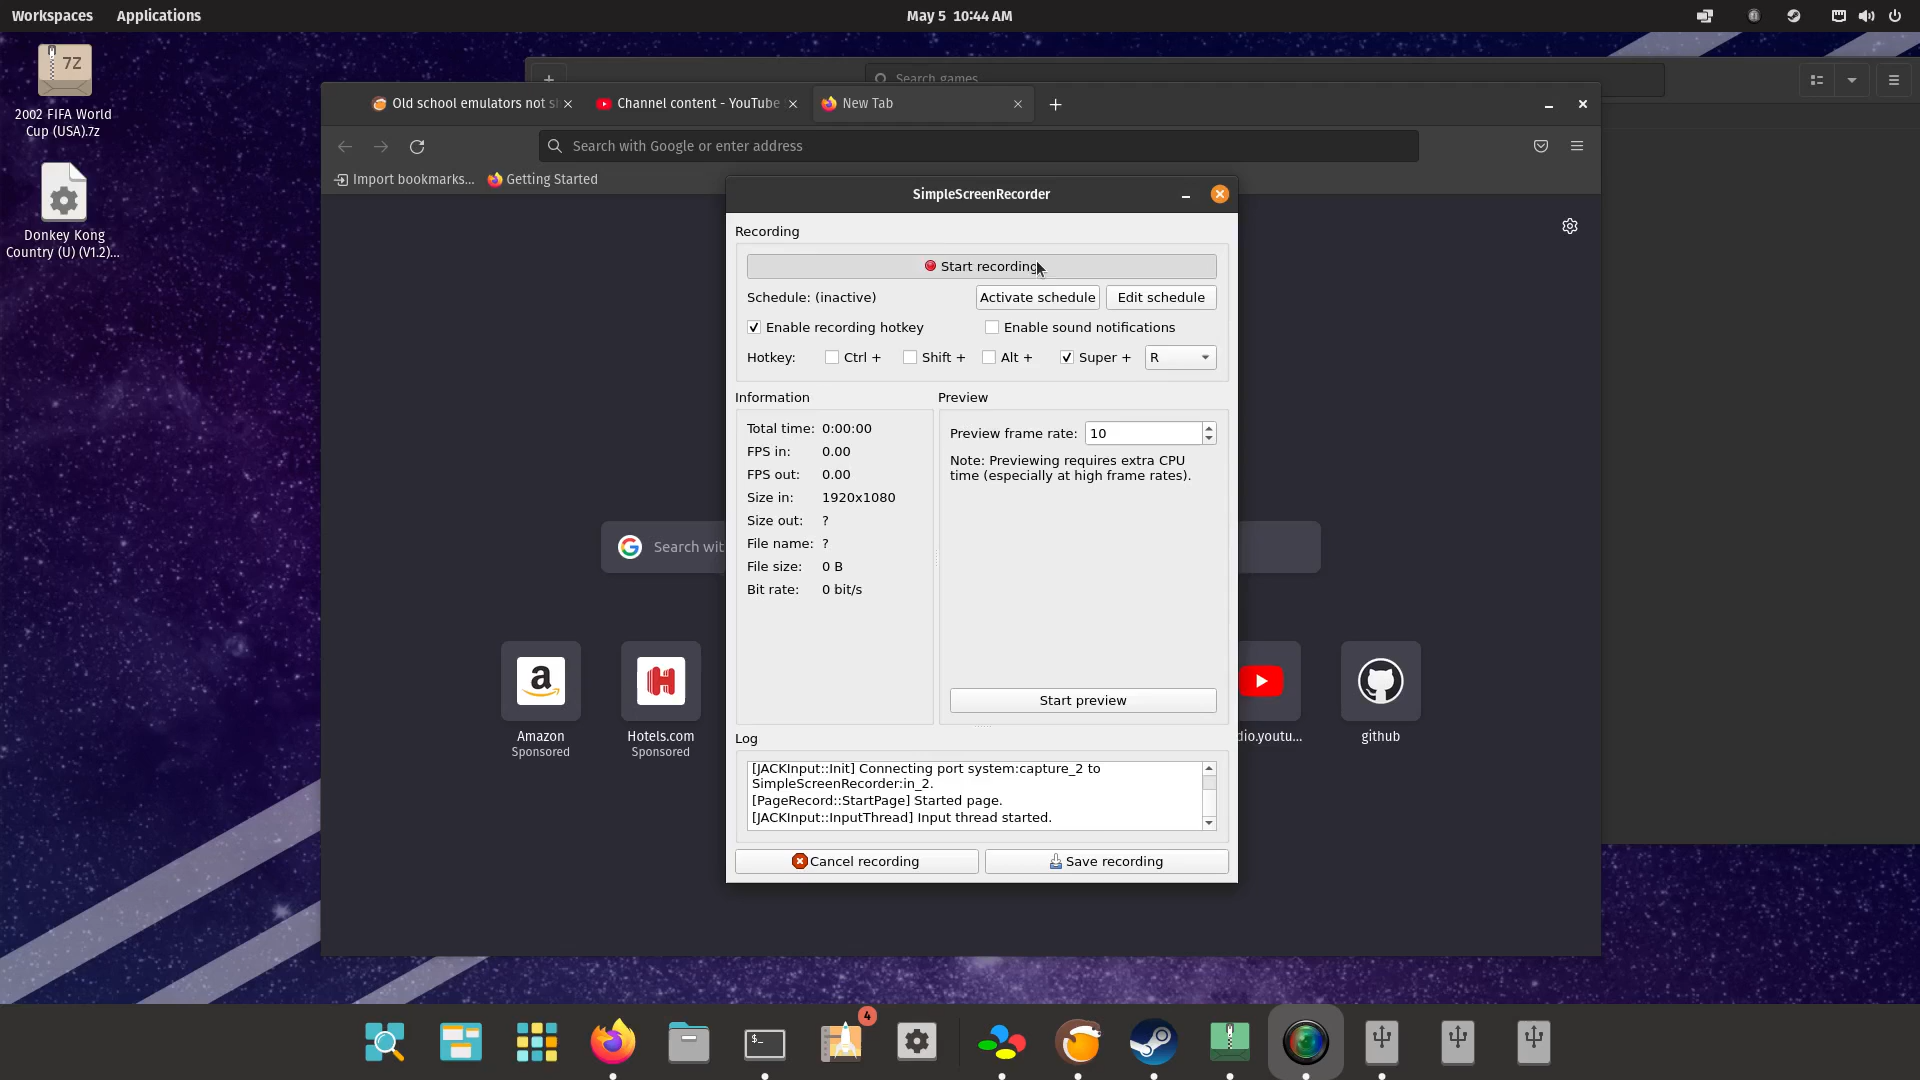 Workspaces Applications May 5 10:44 AM
7Z
2002 FIFA World
Cup (USA).7z
Donkey Kong
Country (U) (V1.2)...
Search games
Old school emulators not s
Channel content - YouTube
New Tab
Search with Google or enter address
Import bookmarks... Getting Started
SimpleScreenRecorder
Recording
Start recording
Schedule: (inactive) Activate schedule Edit schedule
Enable recording hotkey Enable sound notifications
Hotkey: Ctrl + Shift + Alt + Super + R
Information
Total time: 0:00:00
FPS in: 0.00
FPS out: 0.00
Size in: 1920x1080
Size out: ?
File name: ?
File size: 0 B
Bit rate: 0 bit/s
Preview
Preview frame rate: 10
Note: Previewing requires extra CPU
time (especially at high frame rates).
Start preview
Log
[JACKInput::Init] Connecting port system:capture_2 to
SimpleScreenRecorder:in_2.
[PageRecord::StartPage] Started page.
[JACKInput::InputThread] Input thread started.
Cancel recording Save recording
Search wit
Amazon
Sponsored
Hotels.com
Sponsored
dio.youtu...
github
4
$_